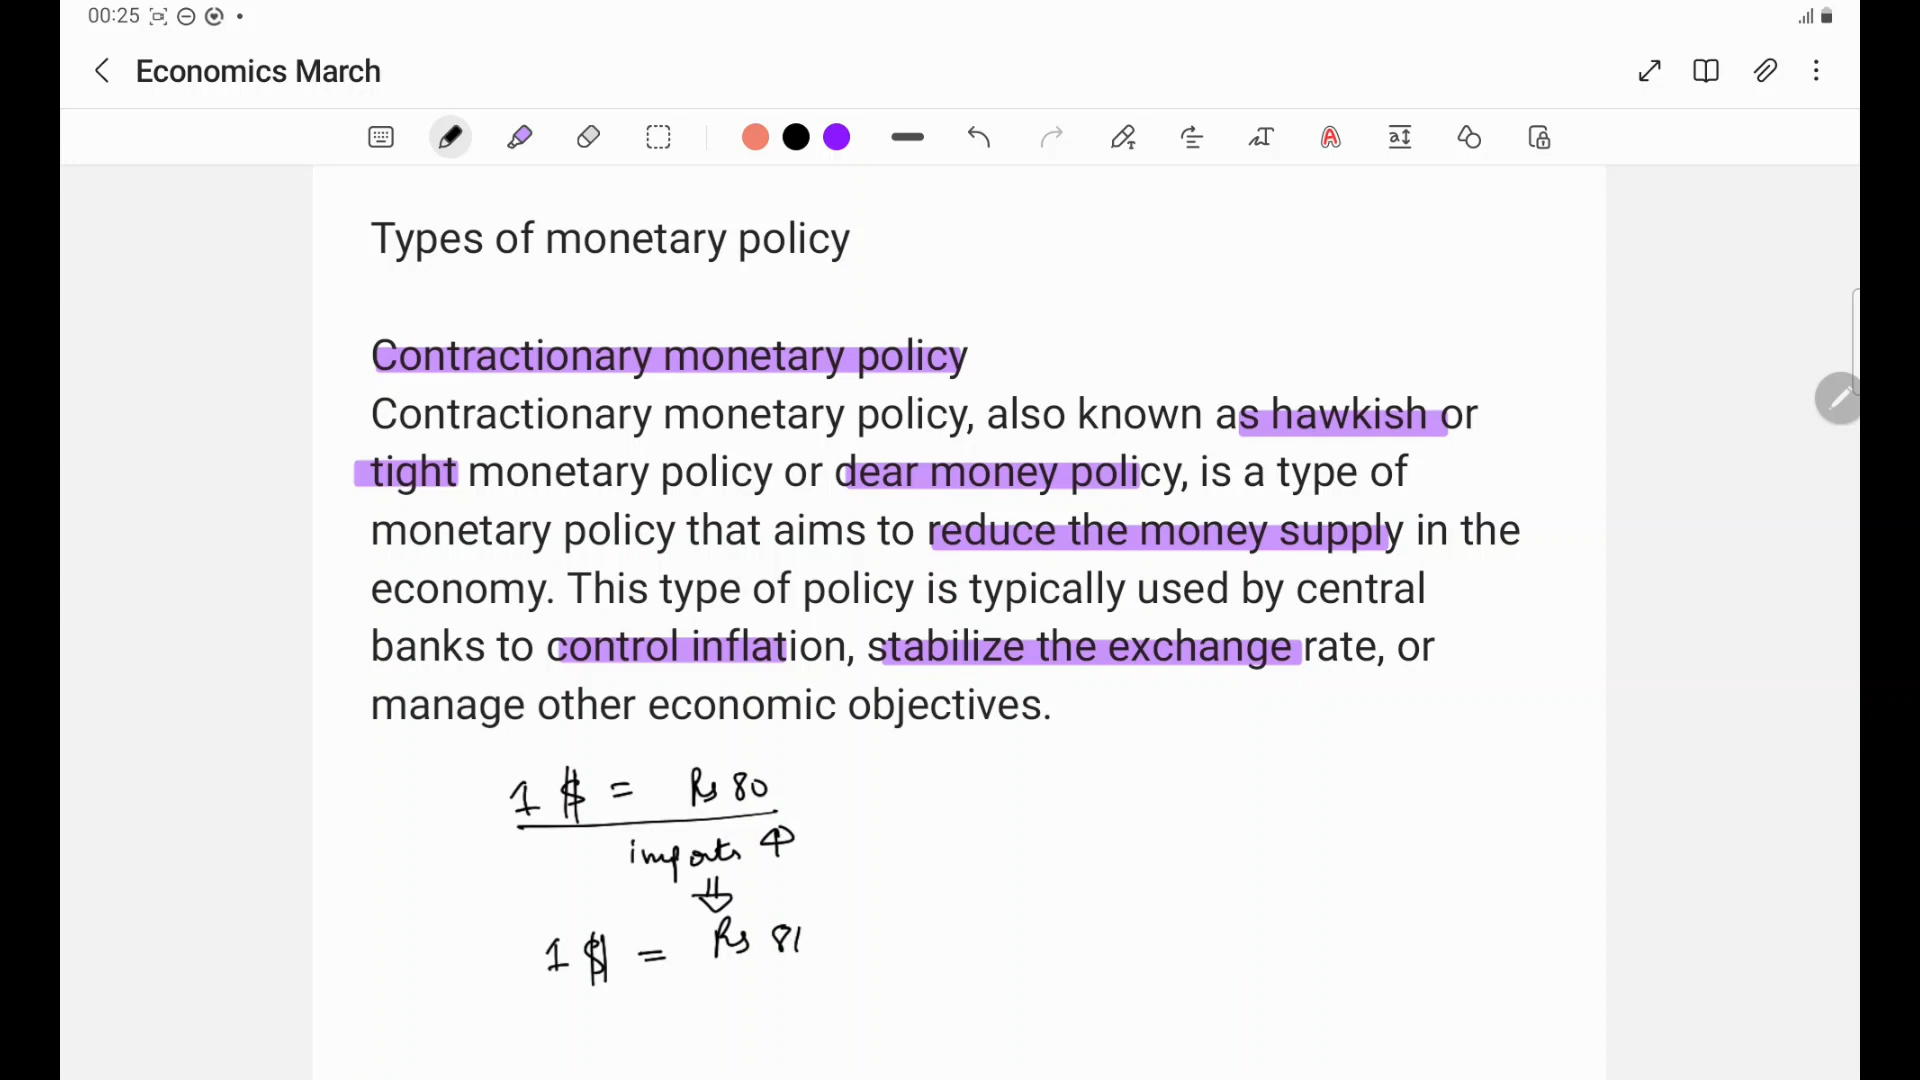 00:25
Economics March
Types of monetary policy
Contractionary monetary policy
Contractionary monetary policy, also known as hawkish or
tight monetary policy or dear money policy, is a type of
monetary policy that aims to reduce the money supply in the
economy. This type of policy is typically used by central
banks to control inflation, stabilize the exchange rate, or
manage other economic objectives.
1 $ = Rs 80
imports ↑
⇓
1 $ = Rs 81